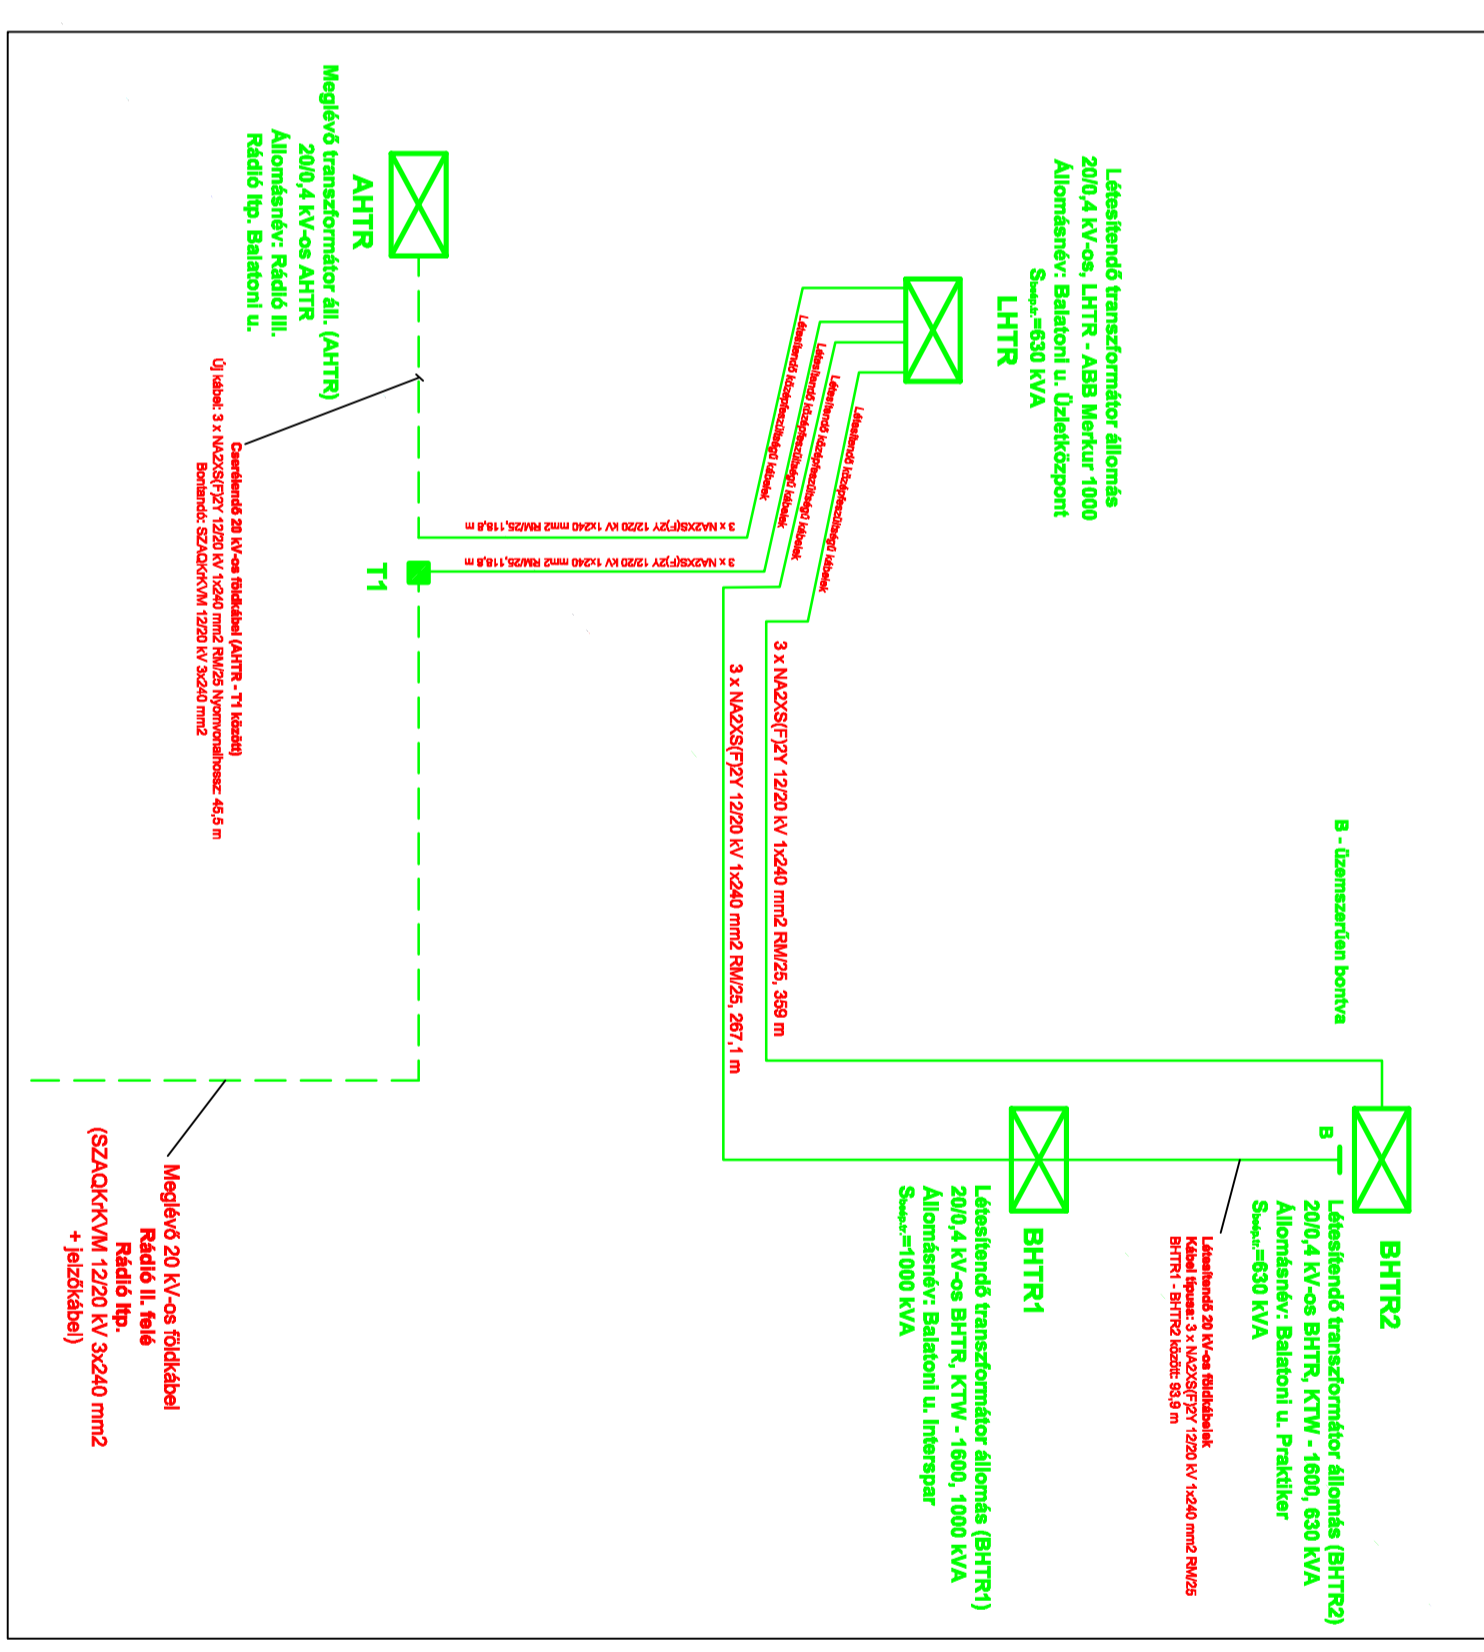 Létesítendő transzformátor állomás
20/0,4 kV-os, LHTR - ABB Merkur 1000
Állomásnév: Balatoni u. Üzletközpont
Sbeép.tr.=630 kVA
LHTR
B - üzemszerűen bontva
BHTR2
Létesítendő transzformátor állomás (BHTR2)
20/0,4 kV-os BHTR, KTW - 1600, 630 kVA
Állomásnév: Balatoni u. Praktiker
Sbeép.tr.=630 kVA
B
Létesítendő 20 kV-os földkábelek
Kábel típusa: 3 x NA2XS(F)2Y 12/20 kV 1x240 mm2 RM/25
BHTR1 - BHTR2 között: 93,9 m
BHTR1
Létesítendő transzformátor állomás (BHTR1)
20/0,4 kV-os BHTR, KTW - 1600, 1000 kVA
Állomásnév: Balatoni u. Interspar
Sbeép.tr.=1000 kVA
Létesítendő középfeszültségű kábelek
Létesítendő középfeszültségű kábelek
Létesítendő középfeszültségű kábelek
Létesítendő középfeszültségű kábelek
3 x NA2XS(F)2Y 12/20 kV 1x240 mm2 RM/25, 359 m
3 x NA2XS(F)2Y 12/20 kV 1x240 mm2 RM/25, 267,1 m
3 x NA2XS(F)2Y 12/20 kV 1x240 mm2 RM/25, 118,8 m
3 x NA2XS(F)2Y 12/20 kV 1x240 mm2 RM/25, 118,8 m
AHTR
Meglévő transzformátor áll. (AHTR)
20/0,4 kV-os AHTR
Állomásnév: Rádió III.
Rádió ltp. Balatoni u.
T1
Cserélendő 20 kV-os földkábel (AHTR - T1 között)
Új kábel: 3 x NA2XS(F)2Y 12/20 kV 1x240 mm2 RM/25 Nyomvonalhossz: 45,5 m
Bontandó: SZAQKrKVM 12/20 kV 3x240 mm2
Meglévő 20 kV-os földkábel
Rádió II. felé
Rádió ltp.
(SZAQKrKVM 12/20 kV 3x240 mm2
+ jelzőkábel)